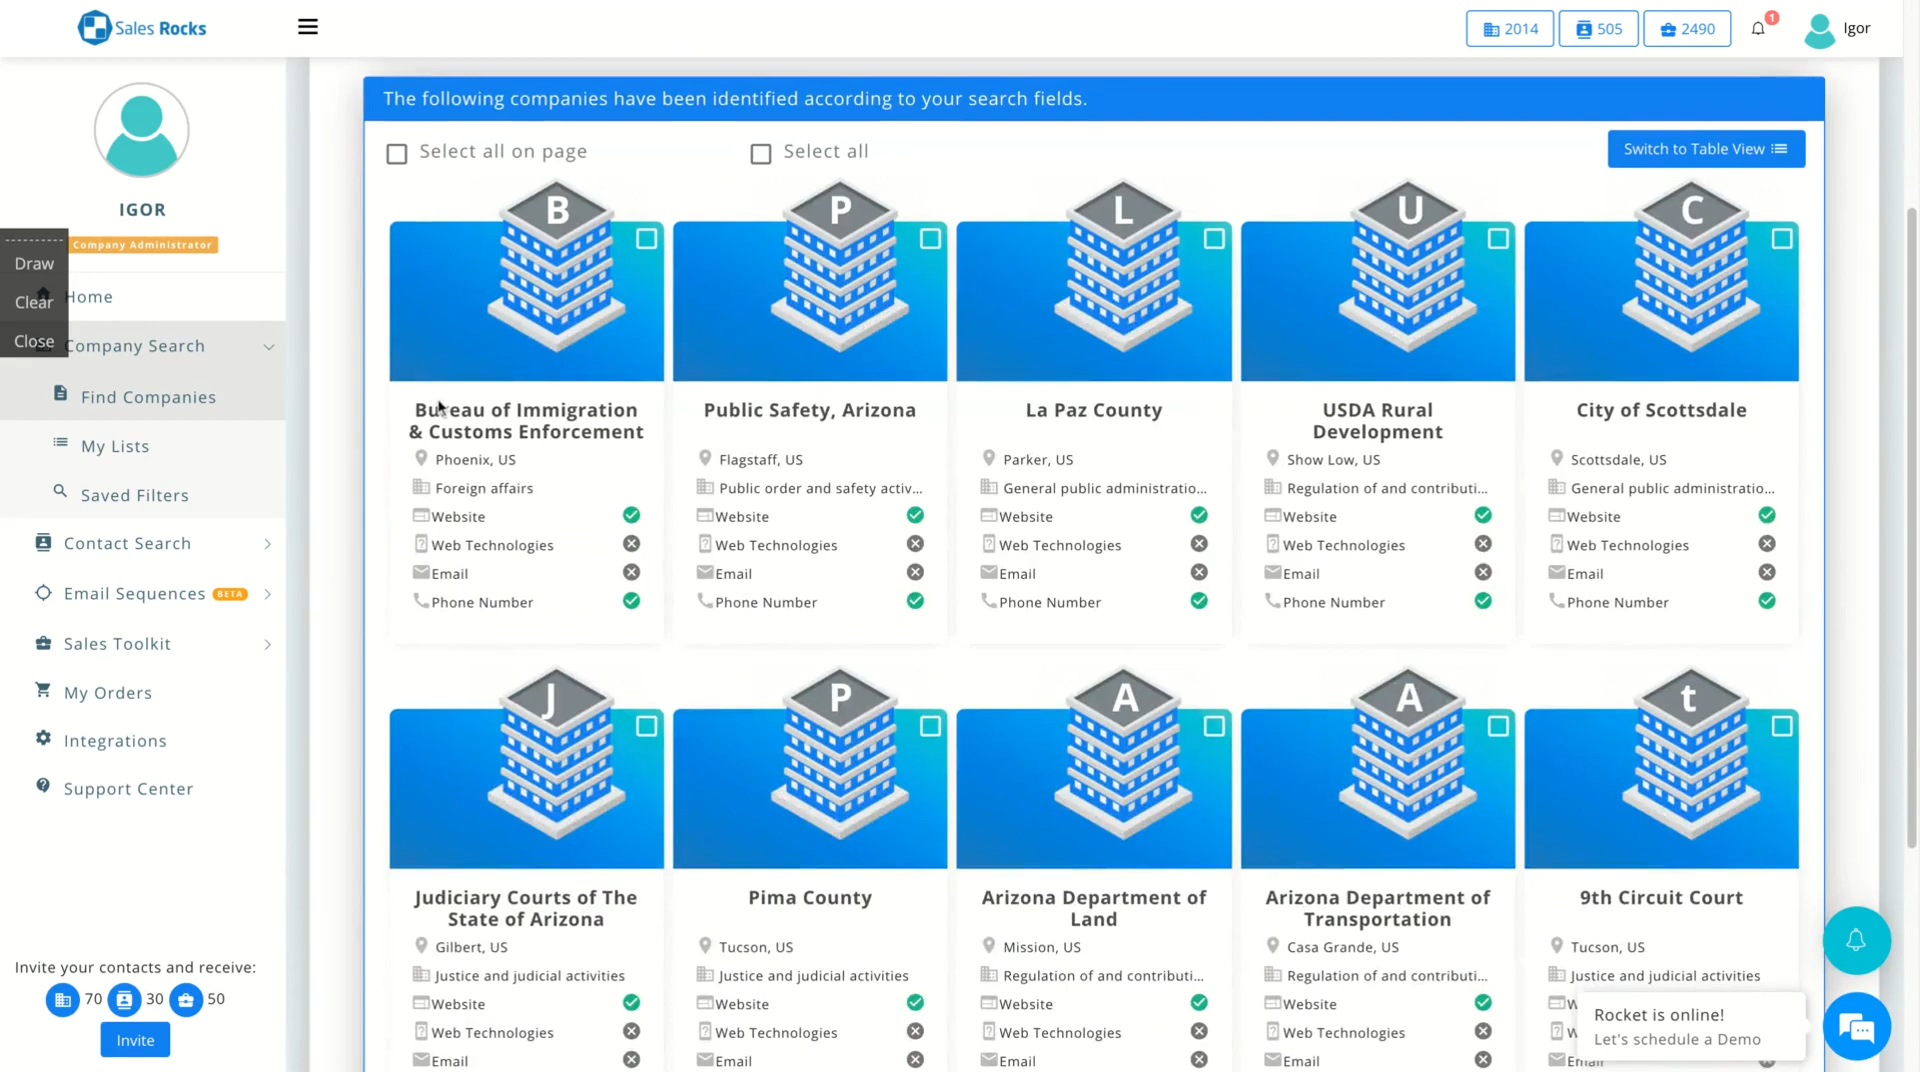 Sales Rocks
2014
505
2490
1
Igor
IGOR
Company Administrator
Draw
Clear
Close
Home
Company Search
Find Companies
My Lists
Saved Filters
Contact Search
Email Sequences BETA
Sales Toolkit
My Orders
Integrations
Support Center
Invite your contacts and receive:
70 30 50
Invite
The following companies have been identified according to your search fields.
Select all on page
Select all
Switch to Table View
B
Bureau of Immigration
& Customs Enforcement
Phoenix, US
Foreign affairs
Website
Web Technologies
Email
Phone Number
P
Public Safety, Arizona
Flagstaff, US
Public order and safety activ...
Website
Web Technologies
Email
Phone Number
L
La Paz County
Parker, US
General public administratio...
Website
Web Technologies
Email
Phone Number
U
USDA Rural
Development
Show Low, US
Regulation of and contributi...
Website
Web Technologies
Email
Phone Number
C
City of Scottsdale
Scottsdale, US
General public administratio...
Website
Web Technologies
Email
Phone Number
J
Judiciary Courts of The
State of Arizona
Gilbert, US
Justice and judicial activities
Website
Web Technologies
Email
P
Pima County
Tucson, US
Justice and judicial activities
Website
Web Technologies
Email
A
Arizona Department of
Land
Mission, US
Regulation of and contributi...
Website
Web Technologies
Email
A
Arizona Department of
Transportation
Casa Grande, US
Regulation of and contributi...
Website
Web Technologies
Email
t
9th Circuit Court
Tucson, US
Justice and judicial activities
Rocket is online!
Let's schedule a Demo